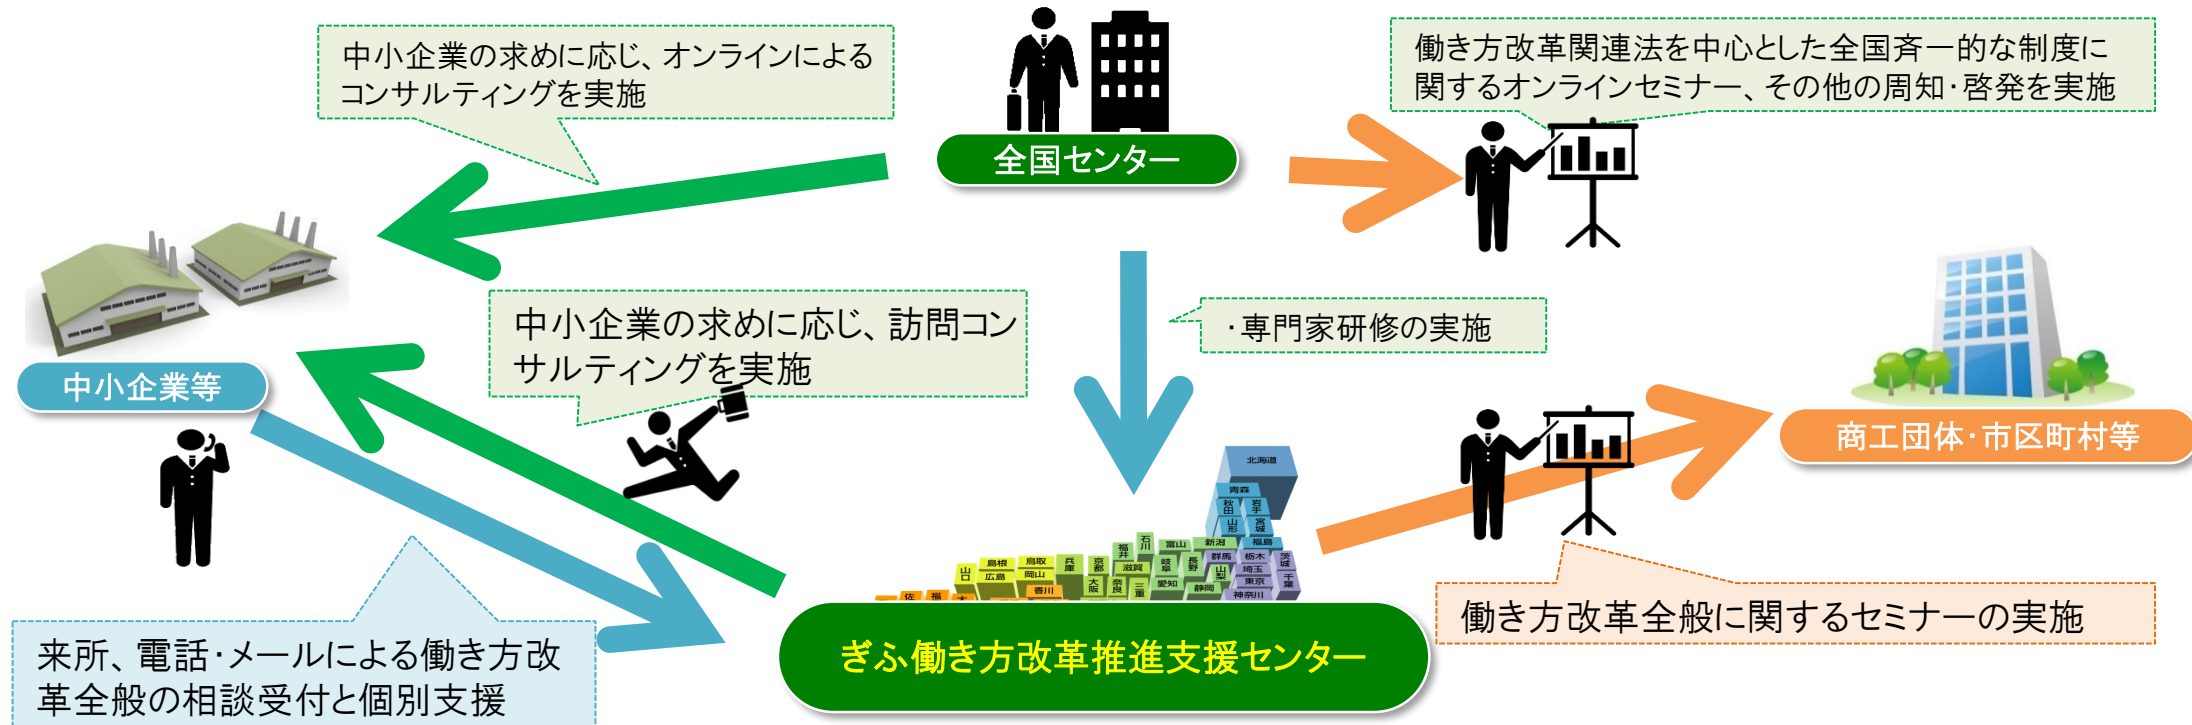 中小企業の求めに応じ、オンラインによる
コンサルティングを実施
働き方改革関連法を中心とした全国斉一的な制度に
関するオンラインセミナー、その他の周知・啓発を実施
全国センター
中小企業の求めに応じ、訪問コン
サルティングを実施
・専門家研修の実施
中小企業等
商工団体・市区町村等
北海道
青森
秋田
岩手
山形
宮城
福島
石川
福井
富山
新潟
群馬
栃木
茨城
島根
鳥取
兵庫
京都
滋賀
岐阜
長野
山梨
埼玉
千葉
山口
広島
岡山
大阪
奈良
三重
愛知
静岡
東京
神奈川
香川
佐
福
大
来所、電話・メールによる働き方改
革全般の相談受付と個別支援
ぎふ働き方改革推進支援センター
働き方改革全般に関するセミナーの実施